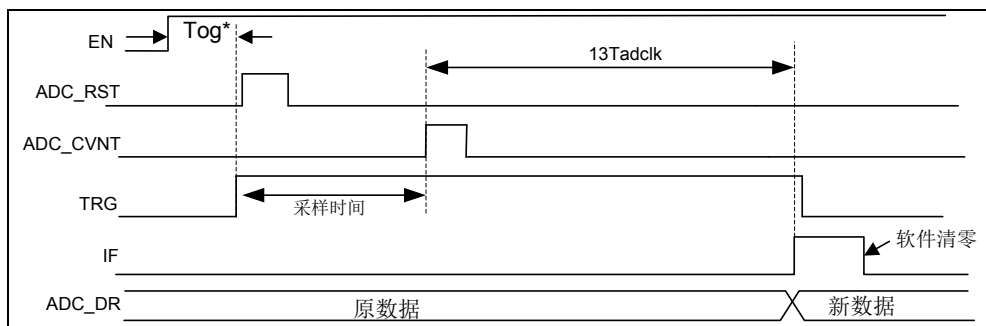 EN
Tog*
13Tadclk
ADC_RST
ADC_CVNT
TRG
采样时间
IF
软件清零
ADC_DR
原数据
新数据